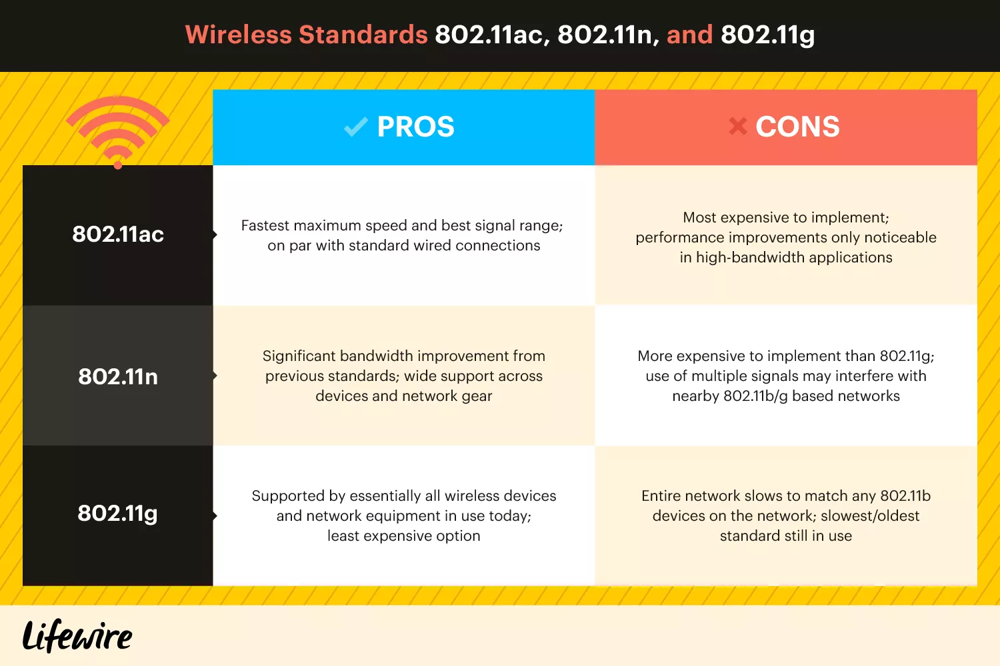 Wireless Standards 802.11ac, 802.11n, and 802.11g
PROS
CONS
802.11ac
Fastest maximum speed and best signal range;
on par with standard wired connections
Most expensive to implement;
performance improvements only noticeable
in high-bandwidth applications
802.11n
Significant bandwidth improvement from
previous standards; wide support across
devices and network gear
More expensive to implement than 802.11g;
use of multiple signals may interfere with
nearby 802.11b/g based networks
802.11g
Supported by essentially all wireless devices
and network equipment in use today;
least expensive option
Entire network slows to match any 802.11b
devices on the network; slowest/oldest
standard still in use
Lifewire